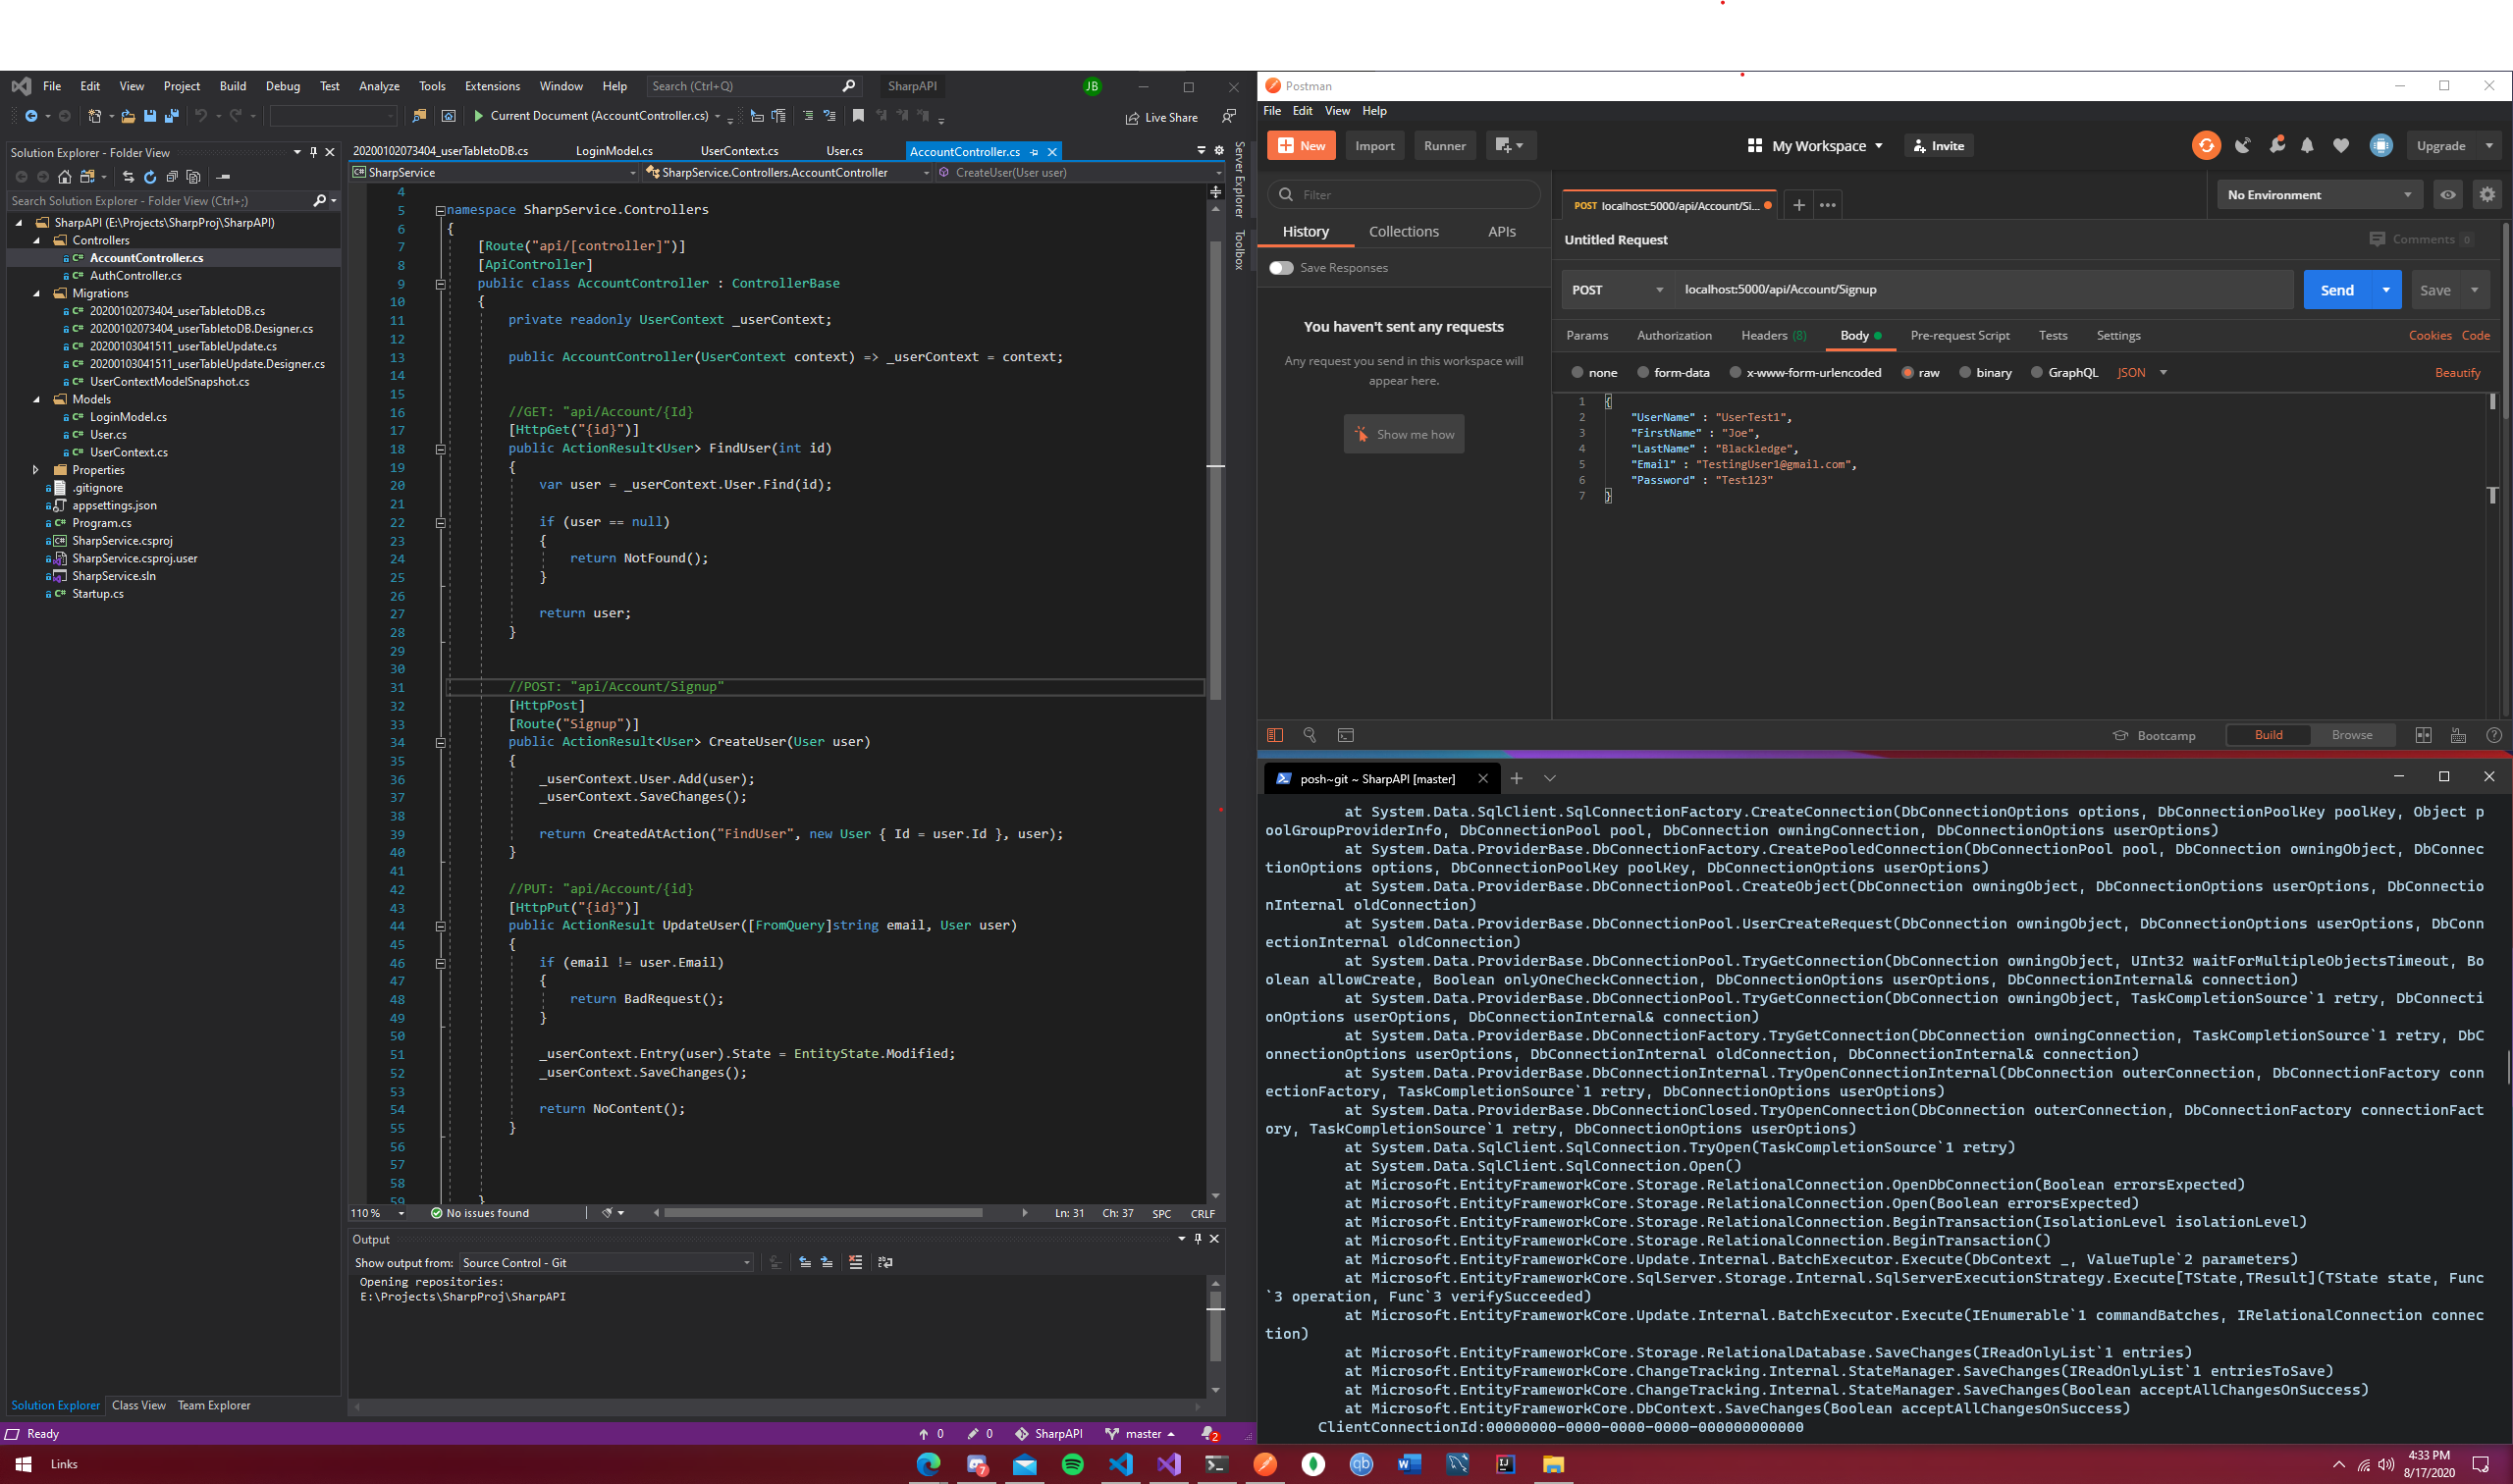 File Edit View Project Build Debug Test Analyze Tools Extensions Window Help Search (Ctrl+Q) SharpAPI JB
Current Document (AccountController.cs) Live Share
Solution Explorer - Folder View
Search Solution Explorer - Folder View (Ctrl+;)
SharpAPI (E:\Projects\SharpProj\SharpAPI)
Controllers
AccountController.cs
AuthController.cs
Migrations
20200102073404_userTabletoDB.cs
20200102073404_userTabletoDB.Designer.cs
20200103041511_userTableUpdate.cs
20200103041511_userTableUpdate.Designer.cs
UserContextModelSnapshot.cs
Models
LoginModel.cs
User.cs
UserContext.cs
Properties
.gitignore
appsettings.json
Program.cs
SharpService.csproj
SharpService.csproj.user
SharpService.sln
Startup.cs
Solution Explorer Class View Team Explorer
20200102073404_userTabletoDB.cs LoginModel.cs UserContext.cs User.cs AccountController.cs
SharpService SharpService.Controllers.AccountController CreateUser(User user)
Server Explorer
Toolbox
4
5 namespace SharpService.Controllers
6 {
7 [Route("api/[controller]")]
8 [ApiController]
9 public class AccountController : ControllerBase
10 {
11 private readonly UserContext _userContext;
12
13 public AccountController(UserContext context) => _userContext = context;
14
15
16 //GET: "api/Account/{Id}
17 [HttpGet("{id}")]
18 public ActionResult<User> FindUser(int id)
19 {
20 var user = _userContext.User.Find(id);
21
22 if (user == null)
23 {
24 return NotFound();
25 }
26
27 return user;
28 }
29
30
31 //POST: "api/Account/Signup"
32 [HttpPost]
33 [Route("Signup")]
34 public ActionResult<User> CreateUser(User user)
35 {
36 _userContext.User.Add(user);
37 _userContext.SaveChanges();
38
39 return CreatedAtAction("FindUser", new User { Id = user.Id }, user);
40 }
41
42 //PUT: "api/Account/{id}
43 [HttpPut("{id}")]
44 public ActionResult UpdateUser([FromQuery]string email, User user)
45 {
46 if (email != user.Email)
47 {
48 return BadRequest();
49 }
50
51 _userContext.Entry(user).State = EntityState.Modified;
52 _userContext.SaveChanges();
53
54 return NoContent();
55 }
56
57
58
59 }
110 % No issues found Ln: 31 Ch: 37 SPC CRLF
Output
Show output from: Source Control - Git
Opening repositories:
E:\Projects\SharpProj\SharpAPI
Ready 0 0 SharpAPI master 2
Postman
File Edit View Help
New Import Runner My Workspace Invite Upgrade
Filter
History Collections APIs
Save Responses
You haven't sent any requests
Any request you send in this workspace will
appear here.
Show me how
POST localhost:5000/api/Account/Si... No Environment
Untitled Request Comments 0
POST localhost:5000/api/Account/Signup Send Save
Params Authorization Headers (8) Body Pre-request Script Tests Settings Cookies Code
none form-data x-www-form-urlencoded raw binary GraphQL JSON Beautify
1 {
2 "UserName" : "UserTest1",
3 "FirstName" : "Joe",
4 "LastName" : "Blackledge",
5 "Email" : "TestingUser1@gmail.com",
6 "Password" : "Test123"
7 }
Bootcamp Build Browse
posh~git ~ SharpAPI [master]
at System.Data.SqlClient.SqlConnectionFactory.CreateConnection(DbConnectionOptions options, DbConnectionPoolKey poolKey, Object p
oolGroupProviderInfo, DbConnectionPool pool, DbConnection owningConnection, DbConnectionOptions userOptions)
at System.Data.ProviderBase.DbConnectionFactory.CreatePooledConnection(DbConnectionPool pool, DbConnection owningObject, DbConnec
tionOptions options, DbConnectionPoolKey poolKey, DbConnectionOptions userOptions)
at System.Data.ProviderBase.DbConnectionPool.CreateObject(DbConnection owningObject, DbConnectionOptions userOptions, DbConnectio
nInternal oldConnection)
at System.Data.ProviderBase.DbConnectionPool.UserCreateRequest(DbConnection owningObject, DbConnectionOptions userOptions, DbConn
ectionInternal oldConnection)
at System.Data.ProviderBase.DbConnectionPool.TryGetConnection(DbConnection owningObject, UInt32 waitForMultipleObjectsTimeout, Bo
olean allowCreate, Boolean onlyOneCheckConnection, DbConnectionOptions userOptions, DbConnectionInternal& connection)
at System.Data.ProviderBase.DbConnectionPool.TryGetConnection(DbConnection owningObject, TaskCompletionSource`1 retry, DbConnecti
onOptions userOptions, DbConnectionInternal& connection)
at System.Data.ProviderBase.DbConnectionFactory.TryGetConnection(DbConnection owningConnection, TaskCompletionSource`1 retry, DbC
onnectionOptions userOptions, DbConnectionInternal oldConnection, DbConnectionInternal& connection)
at System.Data.ProviderBase.DbConnectionInternal.TryOpenConnectionInternal(DbConnection outerConnection, DbConnectionFactory conn
ectionFactory, TaskCompletionSource`1 retry, DbConnectionOptions userOptions)
at System.Data.ProviderBase.DbConnectionClosed.TryOpenConnection(DbConnection outerConnection, DbConnectionFactory connectionFact
ory, TaskCompletionSource`1 retry, DbConnectionOptions userOptions)
at System.Data.SqlClient.SqlConnection.TryOpen(TaskCompletionSource`1 retry)
at System.Data.SqlClient.SqlConnection.Open()
at Microsoft.EntityFrameworkCore.Storage.RelationalConnection.OpenDbConnection(Boolean errorsExpected)
at Microsoft.EntityFrameworkCore.Storage.RelationalConnection.Open(Boolean errorsExpected)
at Microsoft.EntityFrameworkCore.Storage.RelationalConnection.BeginTransaction(IsolationLevel isolationLevel)
at Microsoft.EntityFrameworkCore.Storage.RelationalConnection.BeginTransaction()
at Microsoft.EntityFrameworkCore.Update.Internal.BatchExecutor.Execute(DbContext _, ValueTuple`2 parameters)
at Microsoft.EntityFrameworkCore.SqlServer.Storage.Internal.SqlServerExecutionStrategy.Execute[TState,TResult](TState state, Func
`3 operation, Func`3 verifySucceeded)
at Microsoft.EntityFrameworkCore.Update.Internal.BatchExecutor.Execute(IEnumerable`1 commandBatches, IRelationalConnection connec
tion)
at Microsoft.EntityFrameworkCore.Storage.RelationalDatabase.SaveChanges(IReadOnlyList`1 entries)
at Microsoft.EntityFrameworkCore.ChangeTracking.Internal.StateManager.SaveChanges(IReadOnlyList`1 entriesToSave)
at Microsoft.EntityFrameworkCore.ChangeTracking.Internal.StateManager.SaveChanges(Boolean acceptAllChangesOnSuccess)
at Microsoft.EntityFrameworkCore.DbContext.SaveChanges(Boolean acceptAllChangesOnSuccess)
ClientConnectionId:00000000-0000-0000-0000-000000000000
Links 7 qb W IJ 4:33 PM
8/17/2020